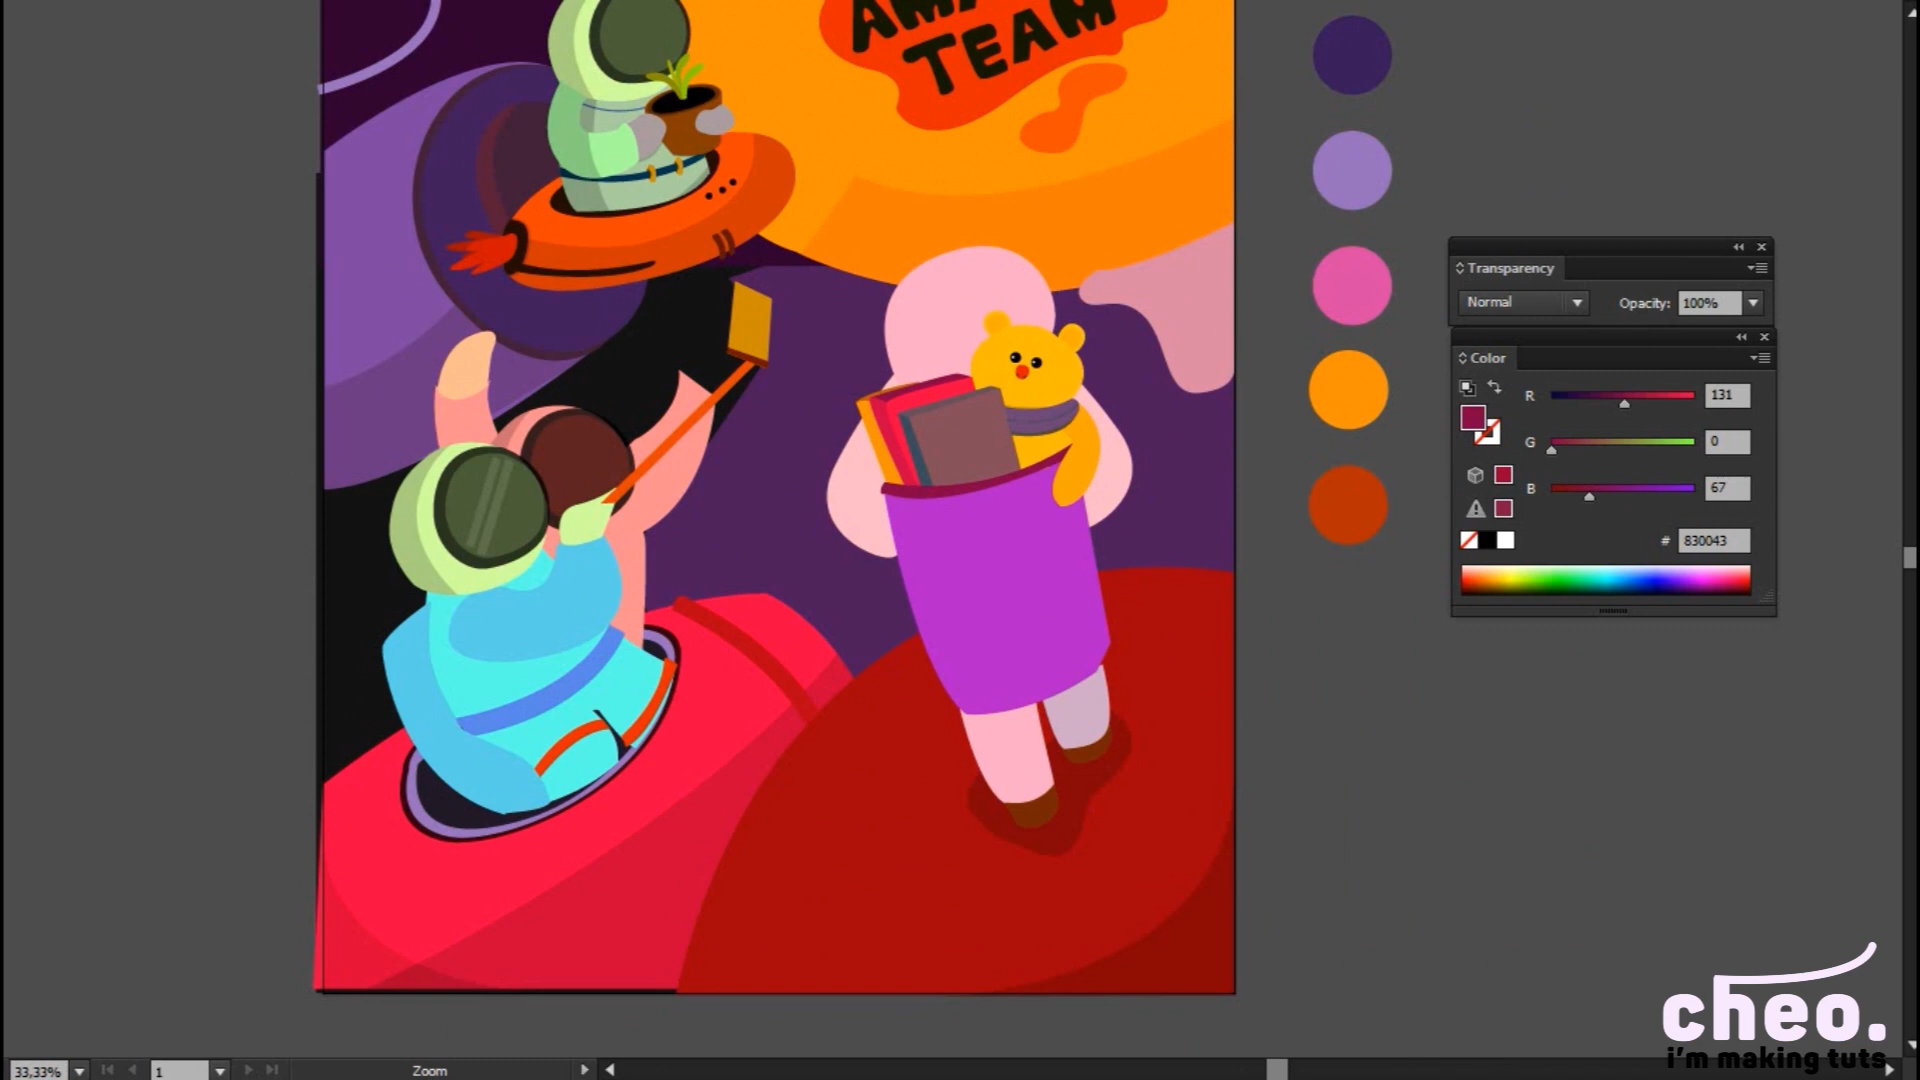 TEAM
Transparency
Normal
Opacity: 100%
Color
R 131
G 0
B 67
# 830043
cheo.
i'm making tuts
33,33%
1
Zoom